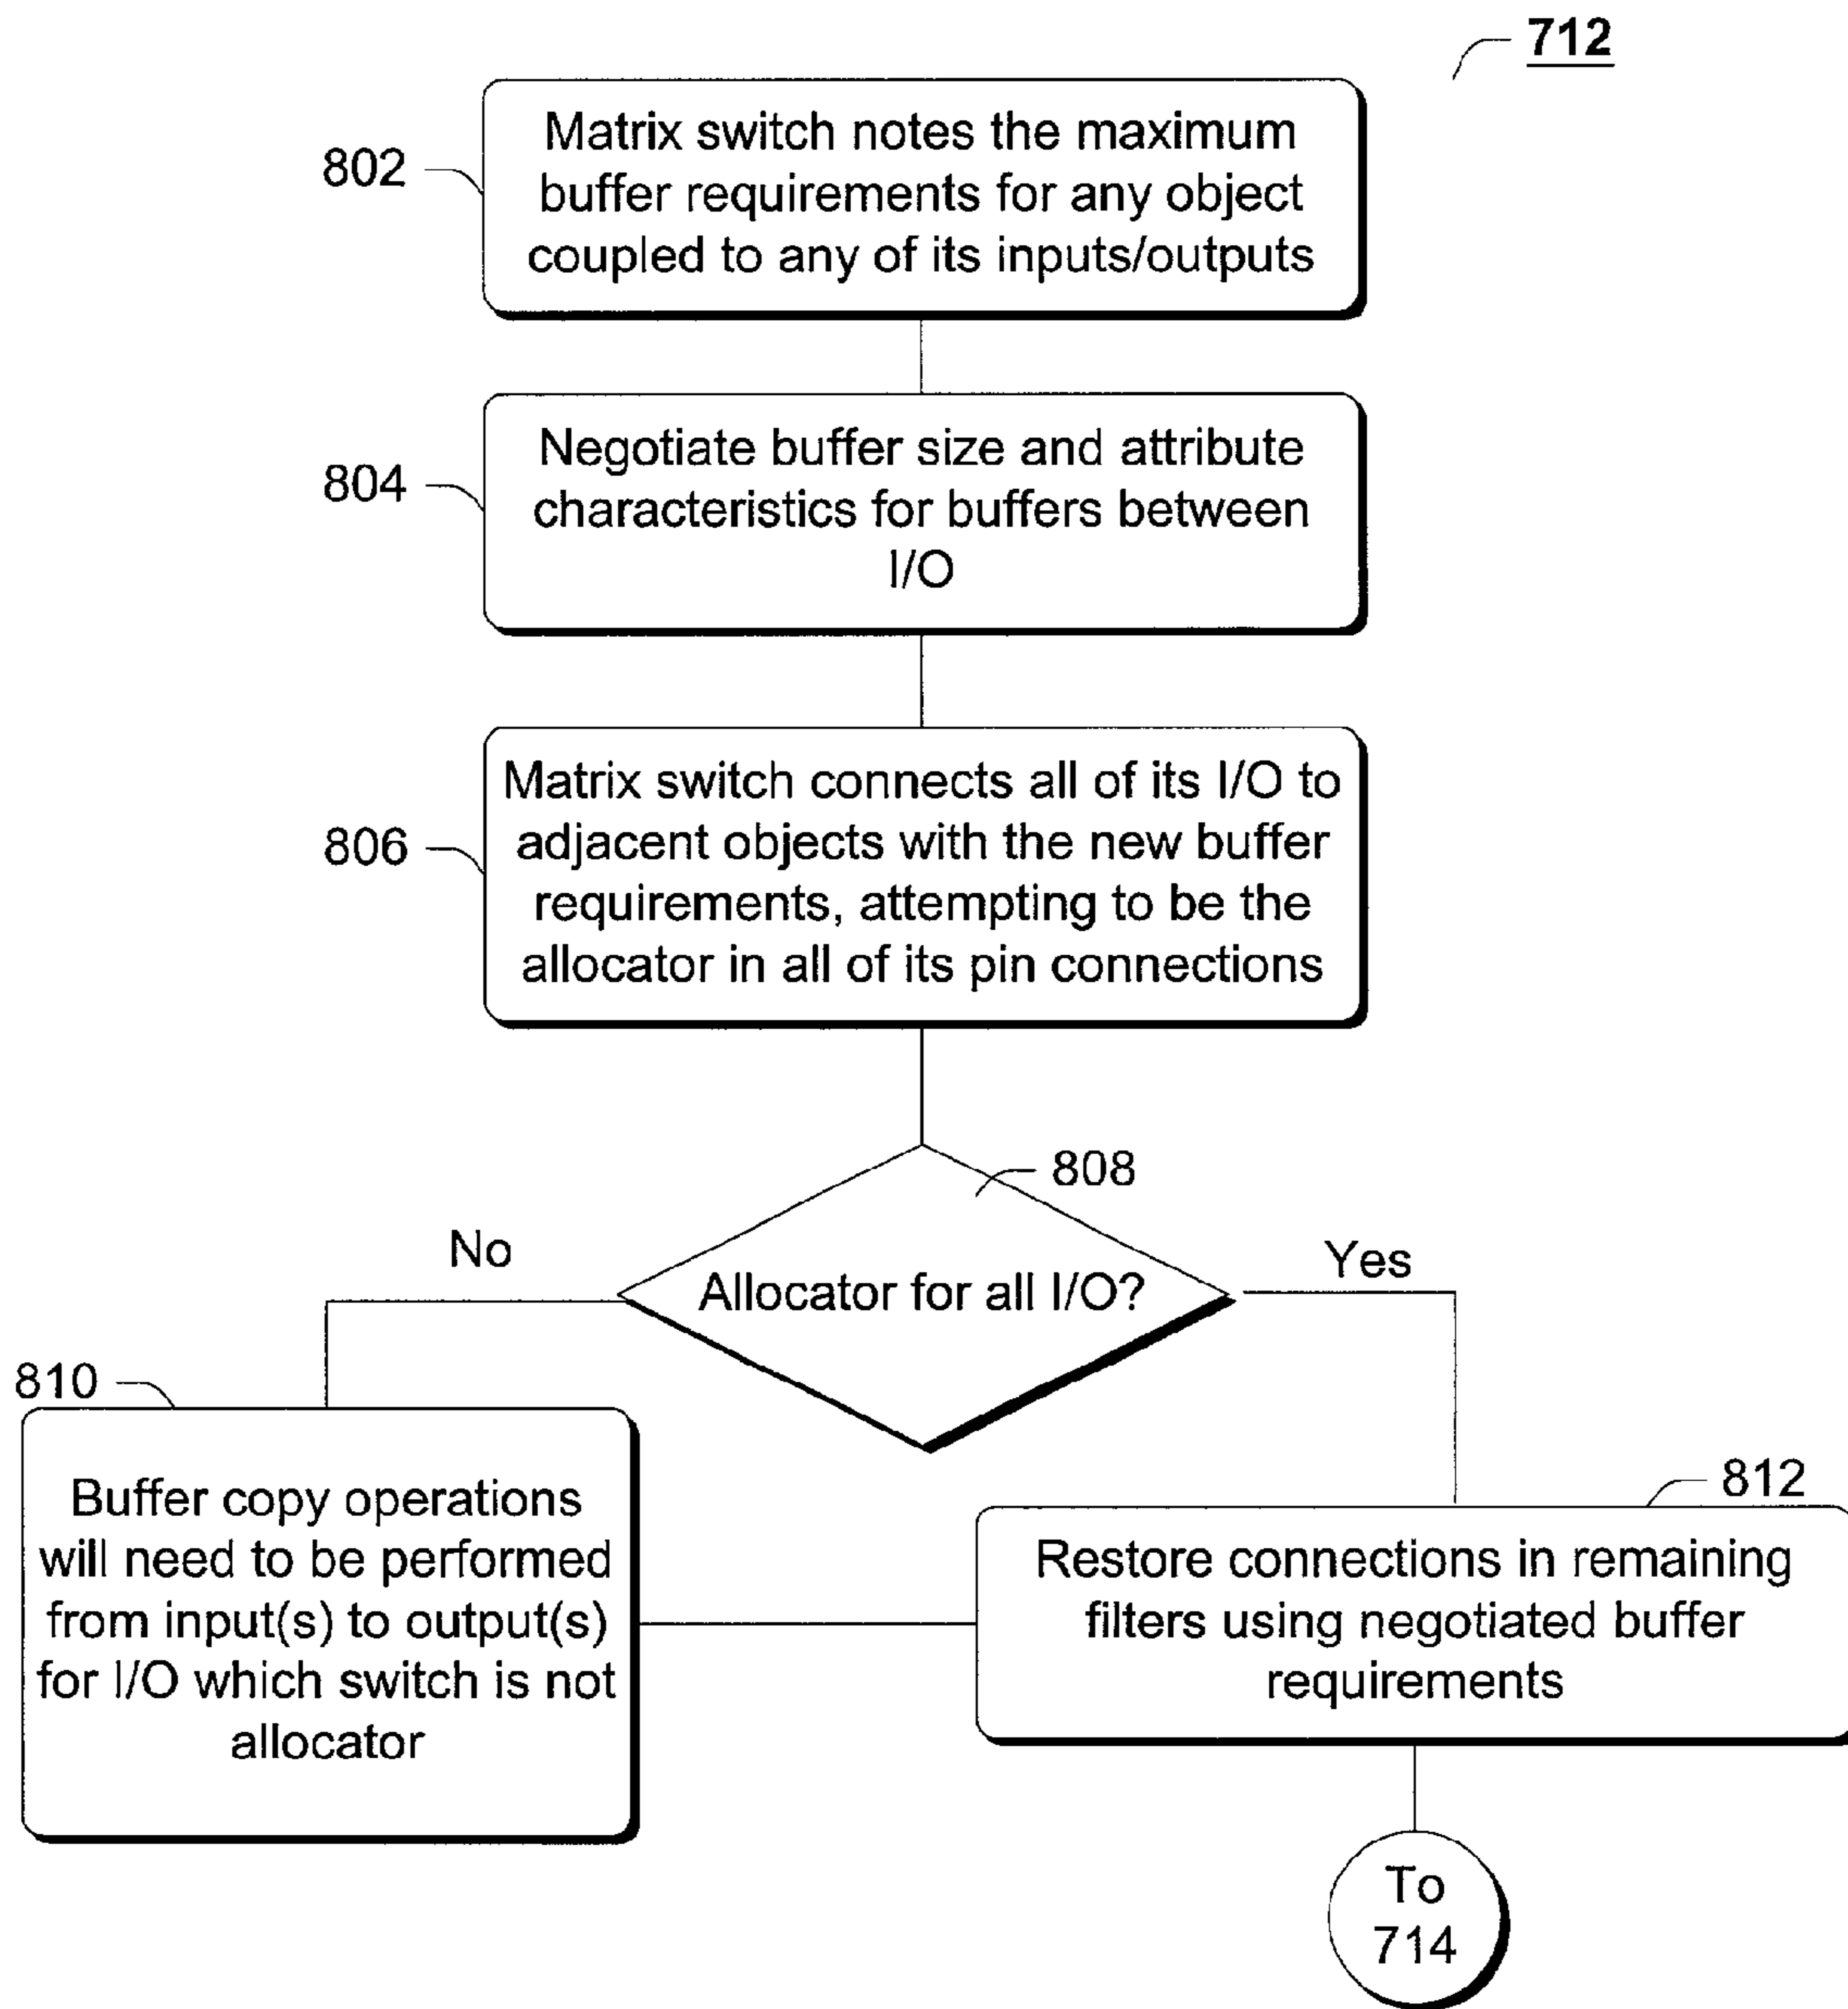 712
802
Matrix switch notes the maximum
buffer requirements for any object
coupled to any of its inputs/outputs
804
Negotiate buffer size and attribute
characteristics for buffers between
I/O
806
Matrix switch connects all of its I/O to
adjacent objects with the new buffer
requirements, attempting to be the
allocator in all of its pin connections
808
No
Allocator for all I/O?
Yes
810
Buffer copy operations
will need to be performed
from input(s) to output(s)
for I/O which switch is not
allocator
812
Restore connections in remaining
filters using negotiated buffer
requirements
To
714